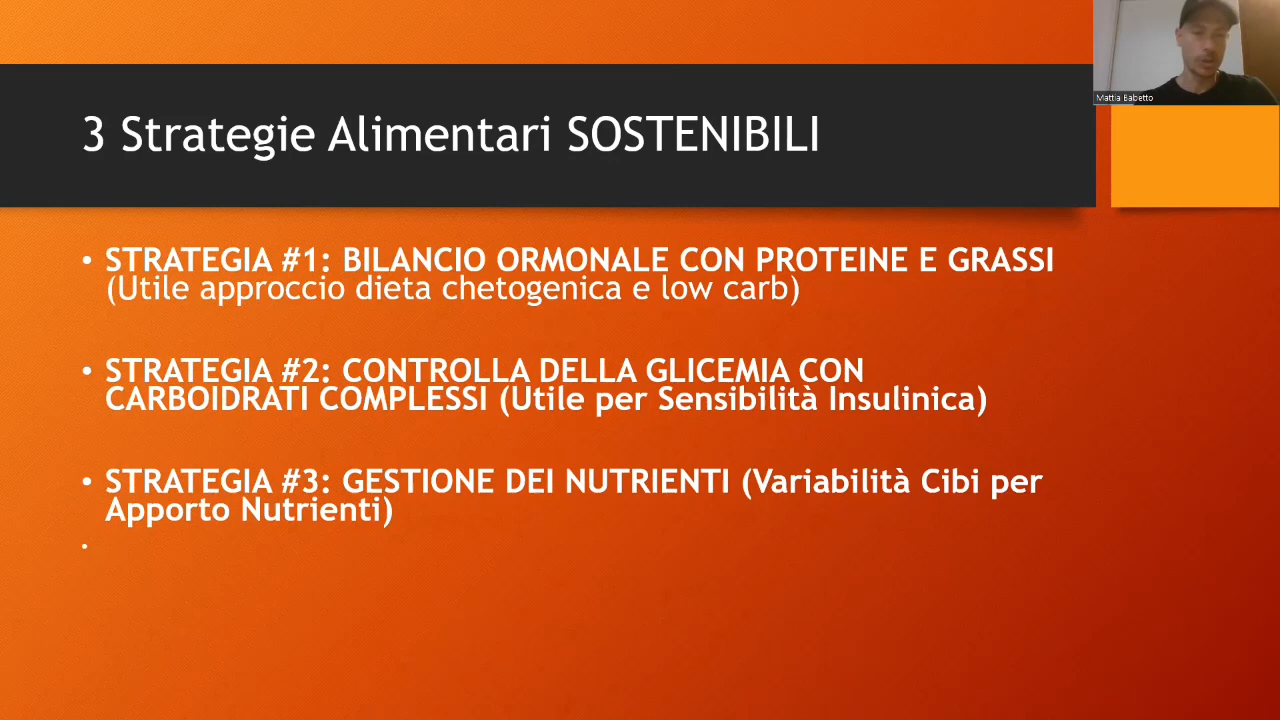 Mattia Babetto
3 Strategie Alimentari SOSTENIBILI
• STRATEGIA #1: BILANCIO ORMONALE CON PROTEINE E GRASSI
(Utile approccio dieta chetogenica e low carb)
• STRATEGIA #2: CONTROLLA DELLA GLICEMIA CON
CARBOIDRATI COMPLESSI (Utile per Sensibilità Insulinica)
• STRATEGIA #3: GESTIONE DEI NUTRIENTI (Variabilità Cibi per
Apporto Nutrienti)
•